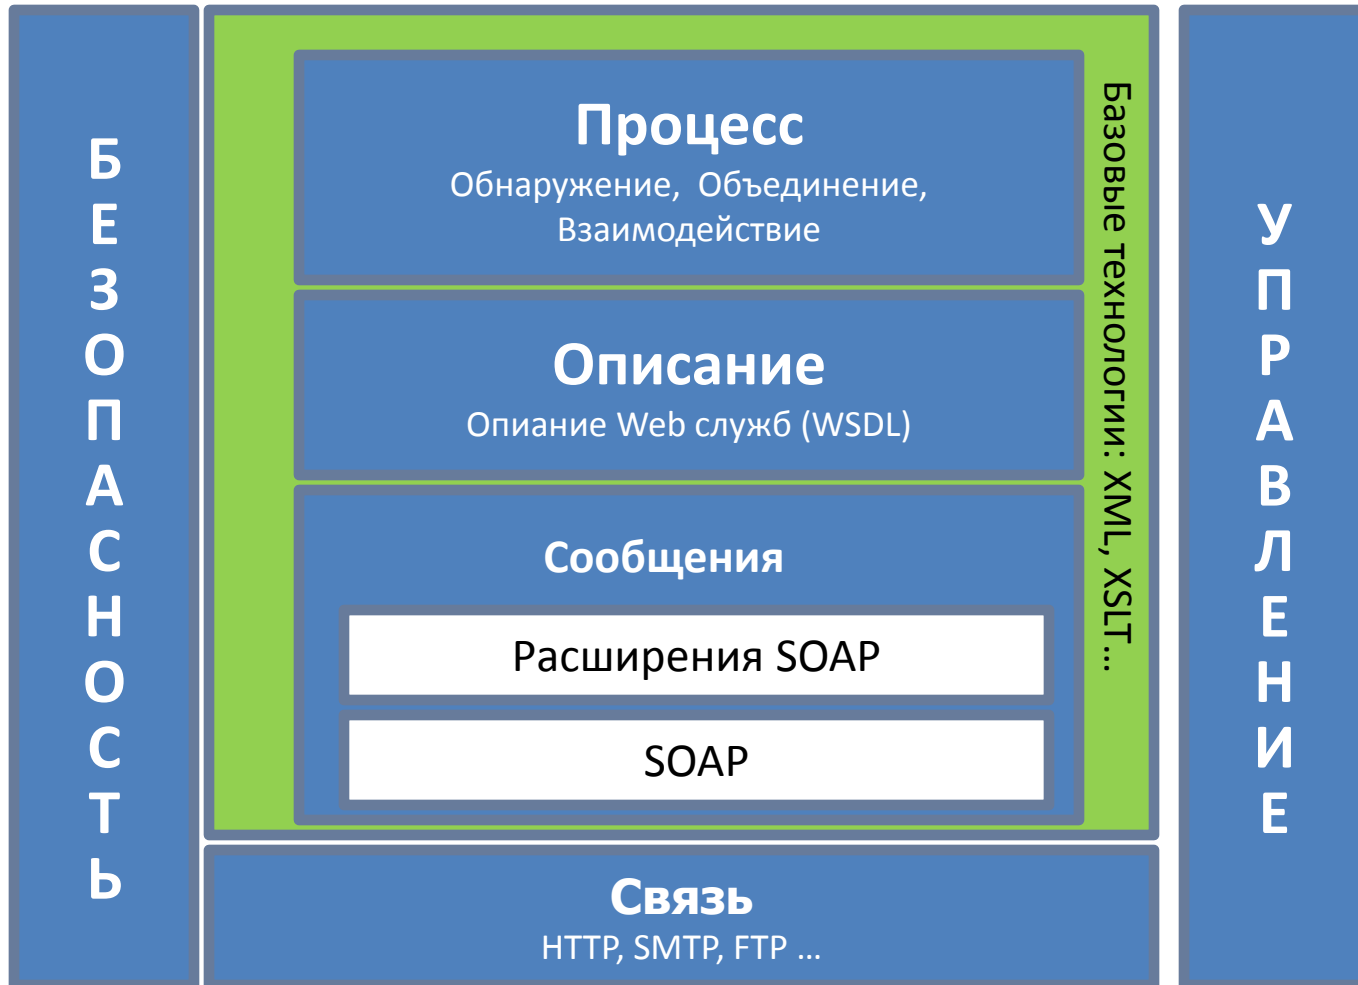 БЕЗОПАСНОСТЬ
Процесс
Обнаружение, Объединение,
Взаимодействие
Описание
Опиание Web служб (WSDL)
Сообщения
Расширения SOAP
SOAP
Базовые технологии: XML, XSLT...
Связь
HTTP, SMTP, FTP ...
УПРАВЛЕНИЕ